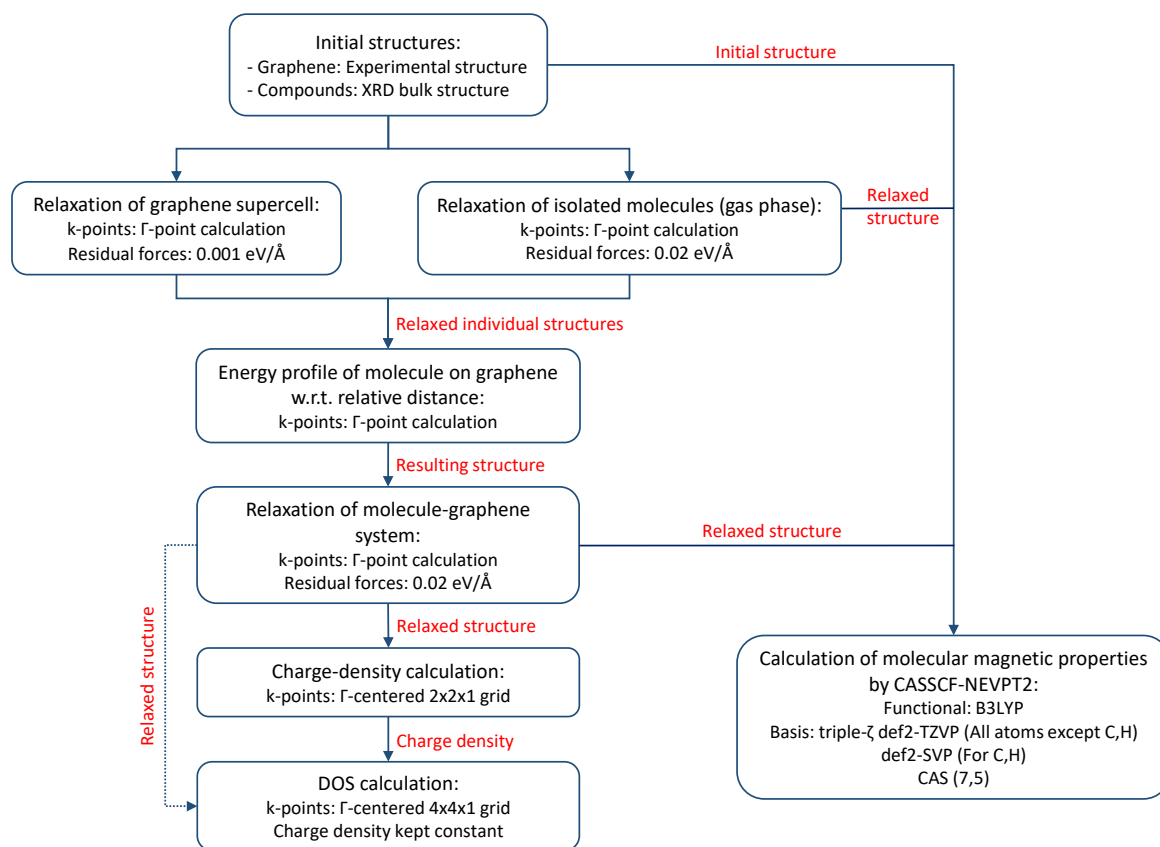 Initial structures:
- Graphene: Experimental structure
- Compounds: XRD bulk structure
Initial structure
Relaxation of graphene supercell:
k-points: Γ-point calculation
Residual forces: 0.001 eV/Å
Relaxation of isolated molecules (gas phase):
k-points: Γ-point calculation
Residual forces: 0.02 eV/Å
Relaxed
structure
Relaxed individual structures
Energy profile of molecule on graphene
w.r.t. relative distance:
k-points: Γ-point calculation
Resulting structure
Relaxation of molecule-graphene
system:
k-points: Γ-point calculation
Residual forces: 0.02 eV/Å
Relaxed structure
Relaxed structure
Relaxed structure
Charge-density calculation:
k-points: Γ-centered 2x2x1 grid
Charge density
DOS calculation:
k-points: Γ-centered 4x4x1 grid
Charge density kept constant
Calculation of molecular magnetic properties
by CASSCF-NEVPT2:
Functional: B3LYP
Basis: triple-ζ def2-TZVP (All atoms except C,H)
def2-SVP (For C,H)
CAS (7,5)